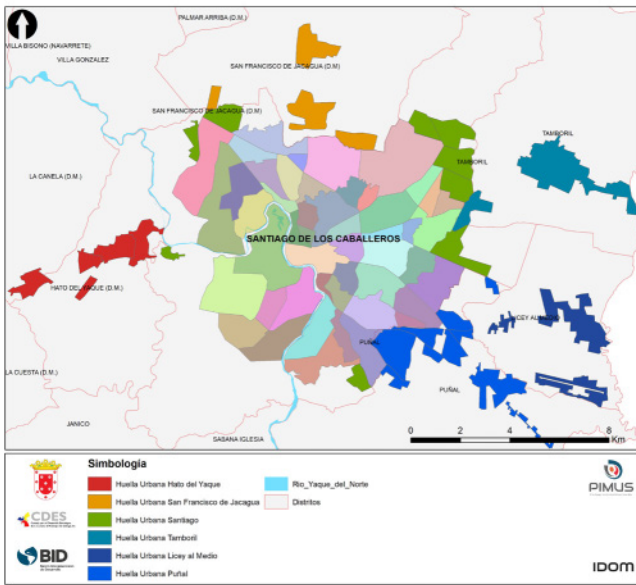 PALMAR ARRIBA (D.M.)
VILLA BISONO (NAVARRETE)
VILLA GONZALEZ
SAN FRANCISCO DE JACAGUA (D.M)
SAN FRANCISCO DE JACAGUA (D.M)
TAMBORIL
TAMBORIL
LA CANELA (D.M.)
SANTIAGO DE LOS CABALLEROS
HATO DEL YAQUE (D.M.)
LICEY AL MEDIO
PUÑAL
LA CUESTA (D.M.)
PUÑAL
JANICO
SABANA IGLESIA
0 2 4 8
Km
Simbología
Huella Urbana Hato del Yaque
Rio_Yaque_del_Norte
Huella Urbana San Francisco de Jacagua
Distritos
Huella Urbana Santiago
Huella Urbana Tamboril
Huella Urbana Licey al Medio
Huella Urbana Puñal
CDES
BID
PIMUS
IDOM